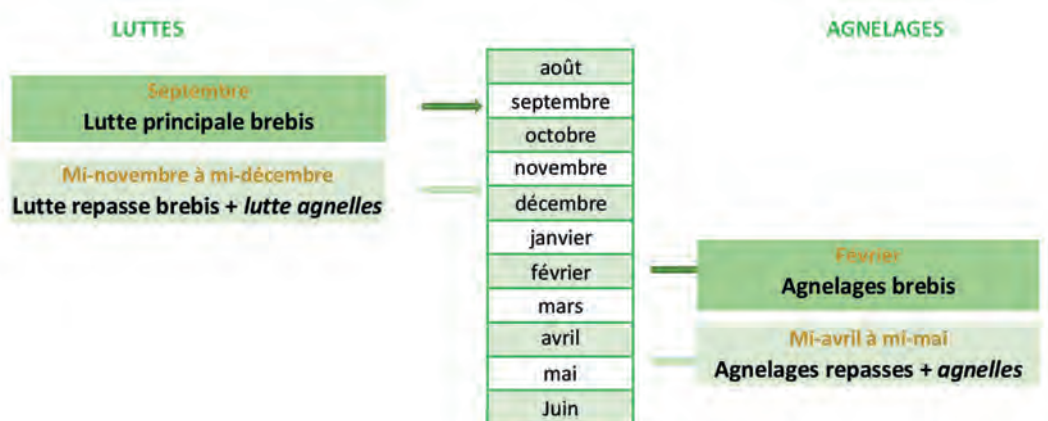 LUTTES
Septembre
Lutte principale brebis
Mi-novembre à mi-décembre
Lutte repasse brebis + lutte agnelles
août
septembre
octobre
novembre
décembre
janvier
février
mars
avril
mai
Juin
AGNELAGES
Février
Agnelages brebis
Mi-avril à mi-mai
Agnelages repasses + agnelles